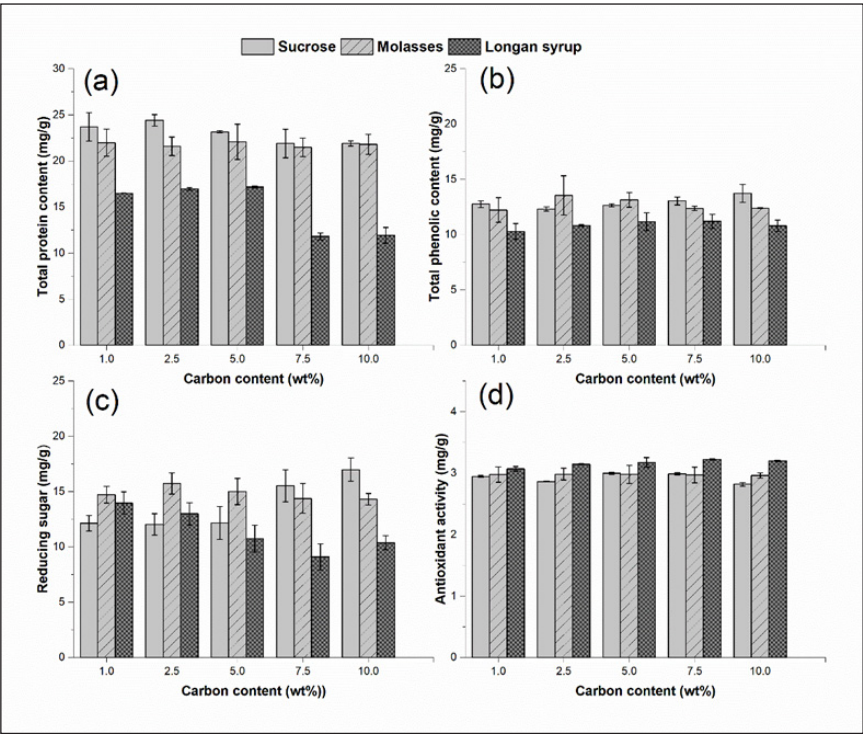 Sucrose Molasses Longan syrup
(a)
Total protein content (mg/g)
30
25
20
15
10
5
0
1.0 2.5 5.0 7.5 10.0
Carbon content (wt%)
(b)
Total phenolic content (mg/g)
25
20
15
10
5
0
1.0 2.5 5.0 7.5 10.0
Carbon content (wt%)
(c)
Reducing sugar (mg/g)
25
20
15
10
5
0
1.0 2.5 5.0 7.5 10.0
Carbon content (wt%))
(d)
Antioxidant activity (mg/g)
4
3
2
1
0
1.0 2.5 5.0 7.5 10.0
Carbon content (wt%)